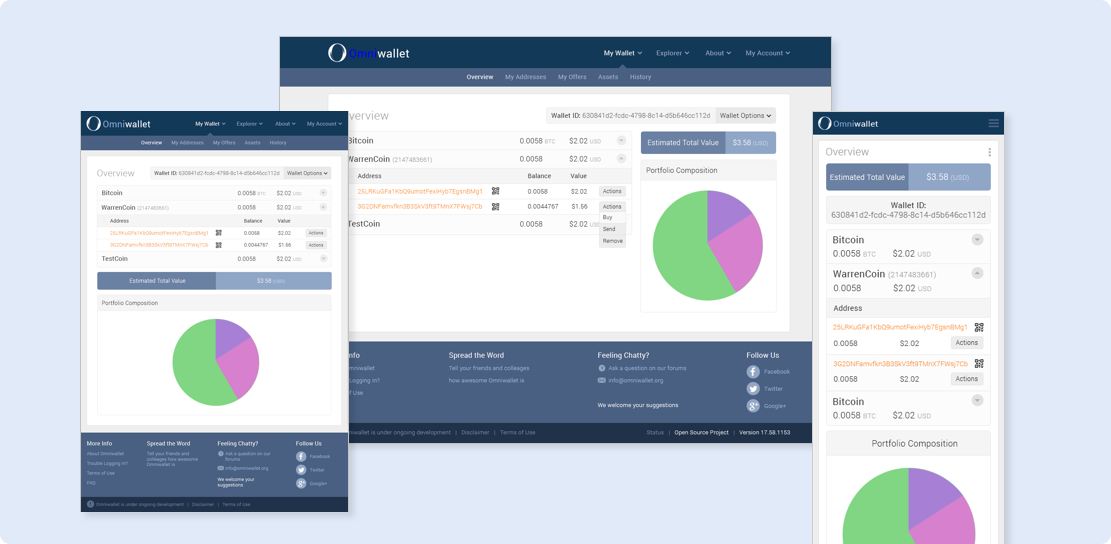 Omniwallet
My Wallet Explorer About My Account
Overview My Addresses My Offers Assets History
verview
Wallet ID: 630841d2-fcdc-4798-8c14-d5b646cc112d Wallet Options
Bitcoin 0.0058 BTC $2.02 USD
WarrenCoin (2147483661) 0.0058 $2.02 USD
Address Balance Value
25LRKuGFa1KbQ9umotFexiHyb7EgsnBMg1 0.0058 $2.02 Actions
3G2DNFamvfkn3B3SkV3ft9TMnX7FWsj7Cb 0.0044767 $1.56 Actions
Buy
Send
Remove
TestCoin 0.0058 $2.02 USD
Estimated Total Value $3.58 (USD)
Portfolio Composition
nfo
mniwallet
Logging In?
of Use
Spread the Word
Tell your friends and colleges
how awesome Omniwallet is
Feeling Chatty?
Ask a question on our forums
info@omniwallet.org
We welcome your suggestions
Follow Us
Facebook
Twitter
Google+
mniwallet is under ongoing development | Disclaimer | Terms of Use
Status | Open Source Project | Version 17.58.1153
Omniwallet
My Wallet Explorer About My Account
Overview My Addresses My Offers Assets History
Overview
Wallet ID: 630841d2-fcdc-4798-8c14-d5b646cc112d Wallet Options
Bitcoin 0.0058 BTC $2.02 USD
WarrenCoin (2147483661) 0.0058 $2.02 USD
Address Balance Value
25LRKuGFa1KbQ9umotFexiHyb7EgsnBMg1 0.0058 $2.02 Actions
3G2DNFamvfkn3B3SkV3ft9TMnX7FWsj7Cb 0.0044767 $1.56 Actions
TestCoin 0.0058 $2.02 USD
Estimated Total Value $3.58 (USD)
Portfolio Composition
More Info
About Omniwallet
Trouble Logging In?
Terms of Use
FAQ
Spread the Word
Tell your friends and
colleges how awesome
Omniwallet is
Feeling Chatty?
Ask a question on our
forums
info@omniwallet.org
We welcome your
suggestions
Follow Us
Facebook
Twitter
Google+
Omniwallet is under ongoing development | Disclaimer | Terms of Use
Omniwallet
Overview
Estimated Total Value $3.58 (USD)
Wallet ID:
630841d2-fcdc-4798-8c14-d5b646cc112d
Bitcoin
0.0058 BTC $2.02 USD
WarrenCoin (2147483661)
0.0058 $2.02 USD
Address
25LRKuGFa1KbQ9umotFexiHyb7EgsnBMg1
0.0058 $2.02 Actions
3G2DNFamvfkn3B3SkV3ft9TMnX7FWsj7Cb
0.0058 $2.02 Actions
Bitcoin
0.0058 BTC $2.02 USD
Portfolio Composition